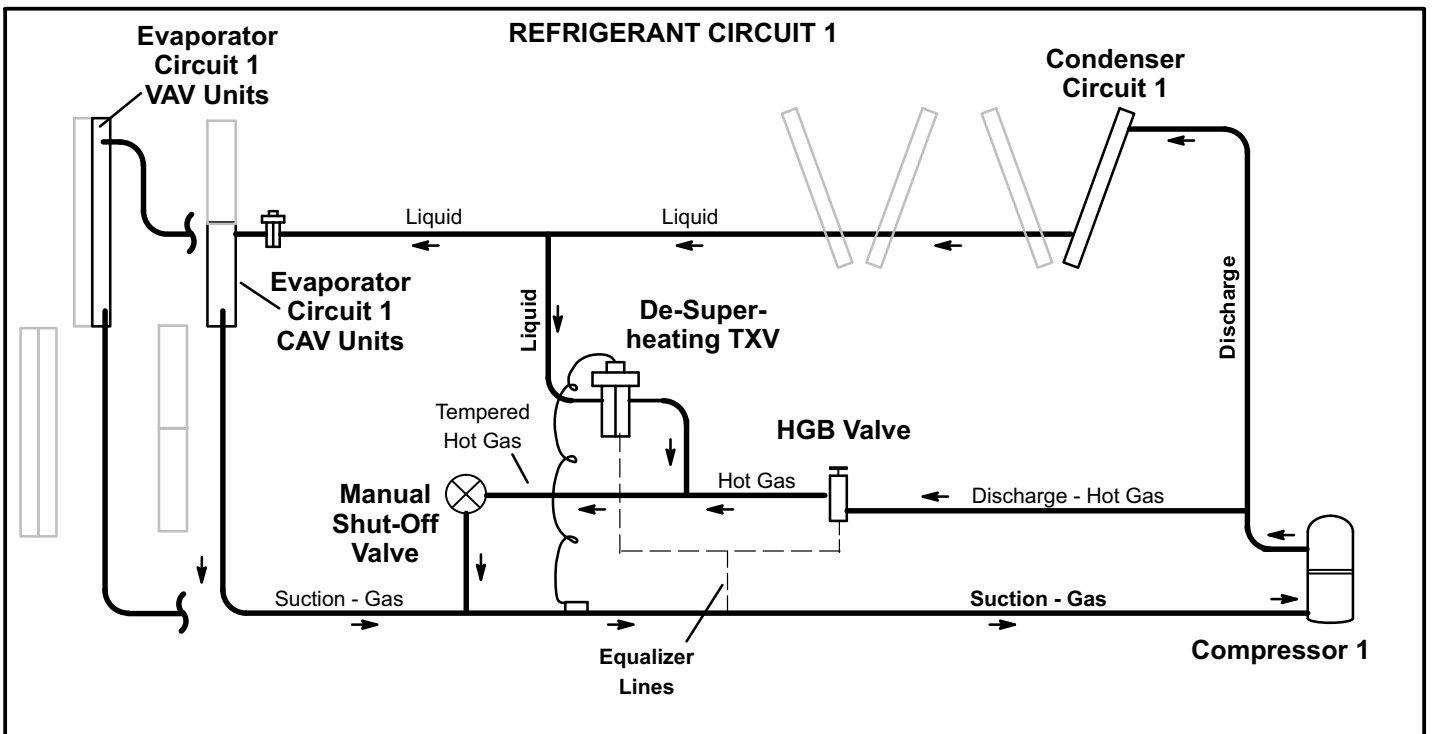 REFRIGERANT CIRCUIT 1
Evaporator
Circuit 1
VAV Units
Condenser
Circuit 1
Liquid
Liquid
Evaporator
Circuit 1
CAV Units
Liquid
De-Super-
heating TXV
Discharge
Tempered
Hot Gas
HGB Valve
Manual
Shut-Off
Valve
Hot Gas
Discharge - Hot Gas
Suction - Gas
Suction - Gas
Equalizer
Lines
Compressor 1